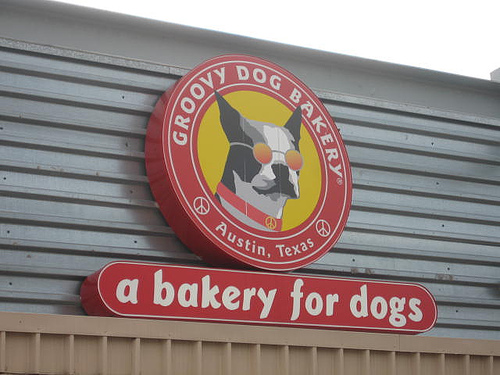 GROOVY DOG BAKERY®
Austin, Texas
a bakery for dogs